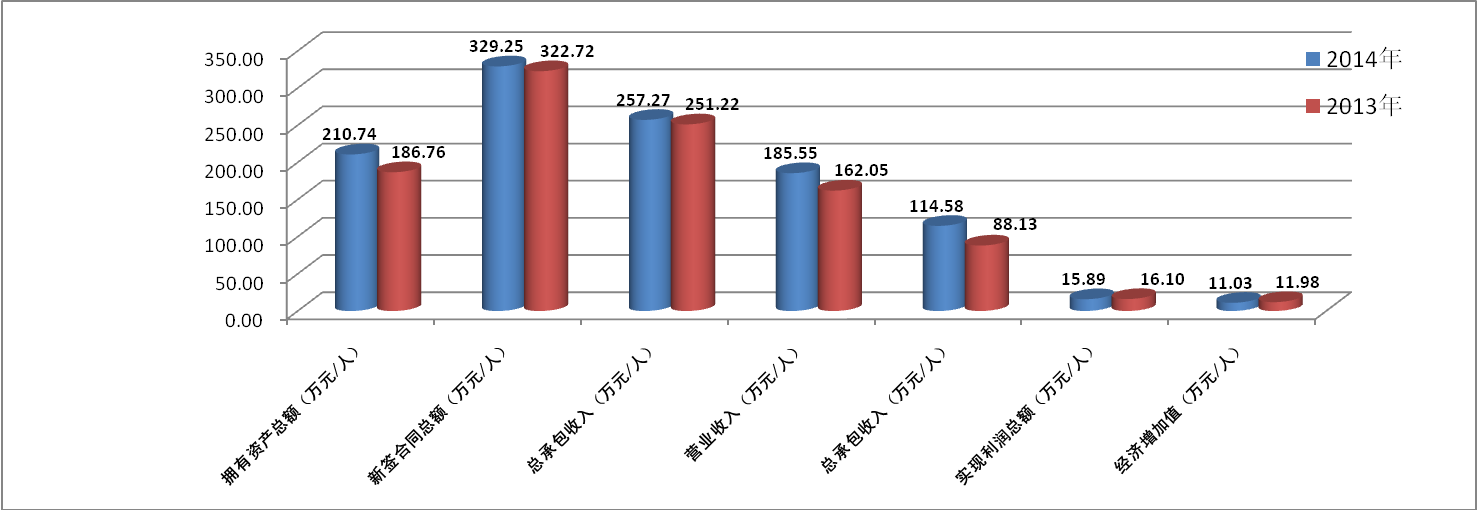 350.00
300.00
250.00
200.00
150.00
100.00
50.00
0.00
210.74
186.76
329.25
322.72
257.27
251.22
185.55
162.05
114.58
88.13
15.89
16.10
11.03
11.98
2014年
2013年
拥有资产总额（万元/人）
新签合同总额（万元/人）
总承包收入（万元/人）
营业收入（万元/人）
总承包收入（万元/人）
实现利润总额（万元/人）
经济增加值（万元/人）